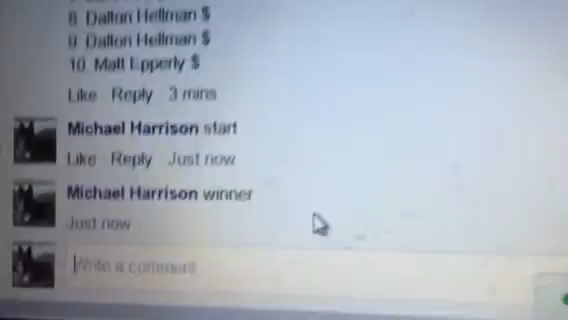 8. Dalton Hellman $
9. Dalton Hellman $
10. Matt Epperly $
Like Reply 3 mins
Michael Harrison start
Like Reply Just now
Michael Harrison winner
Just now
Write a comment